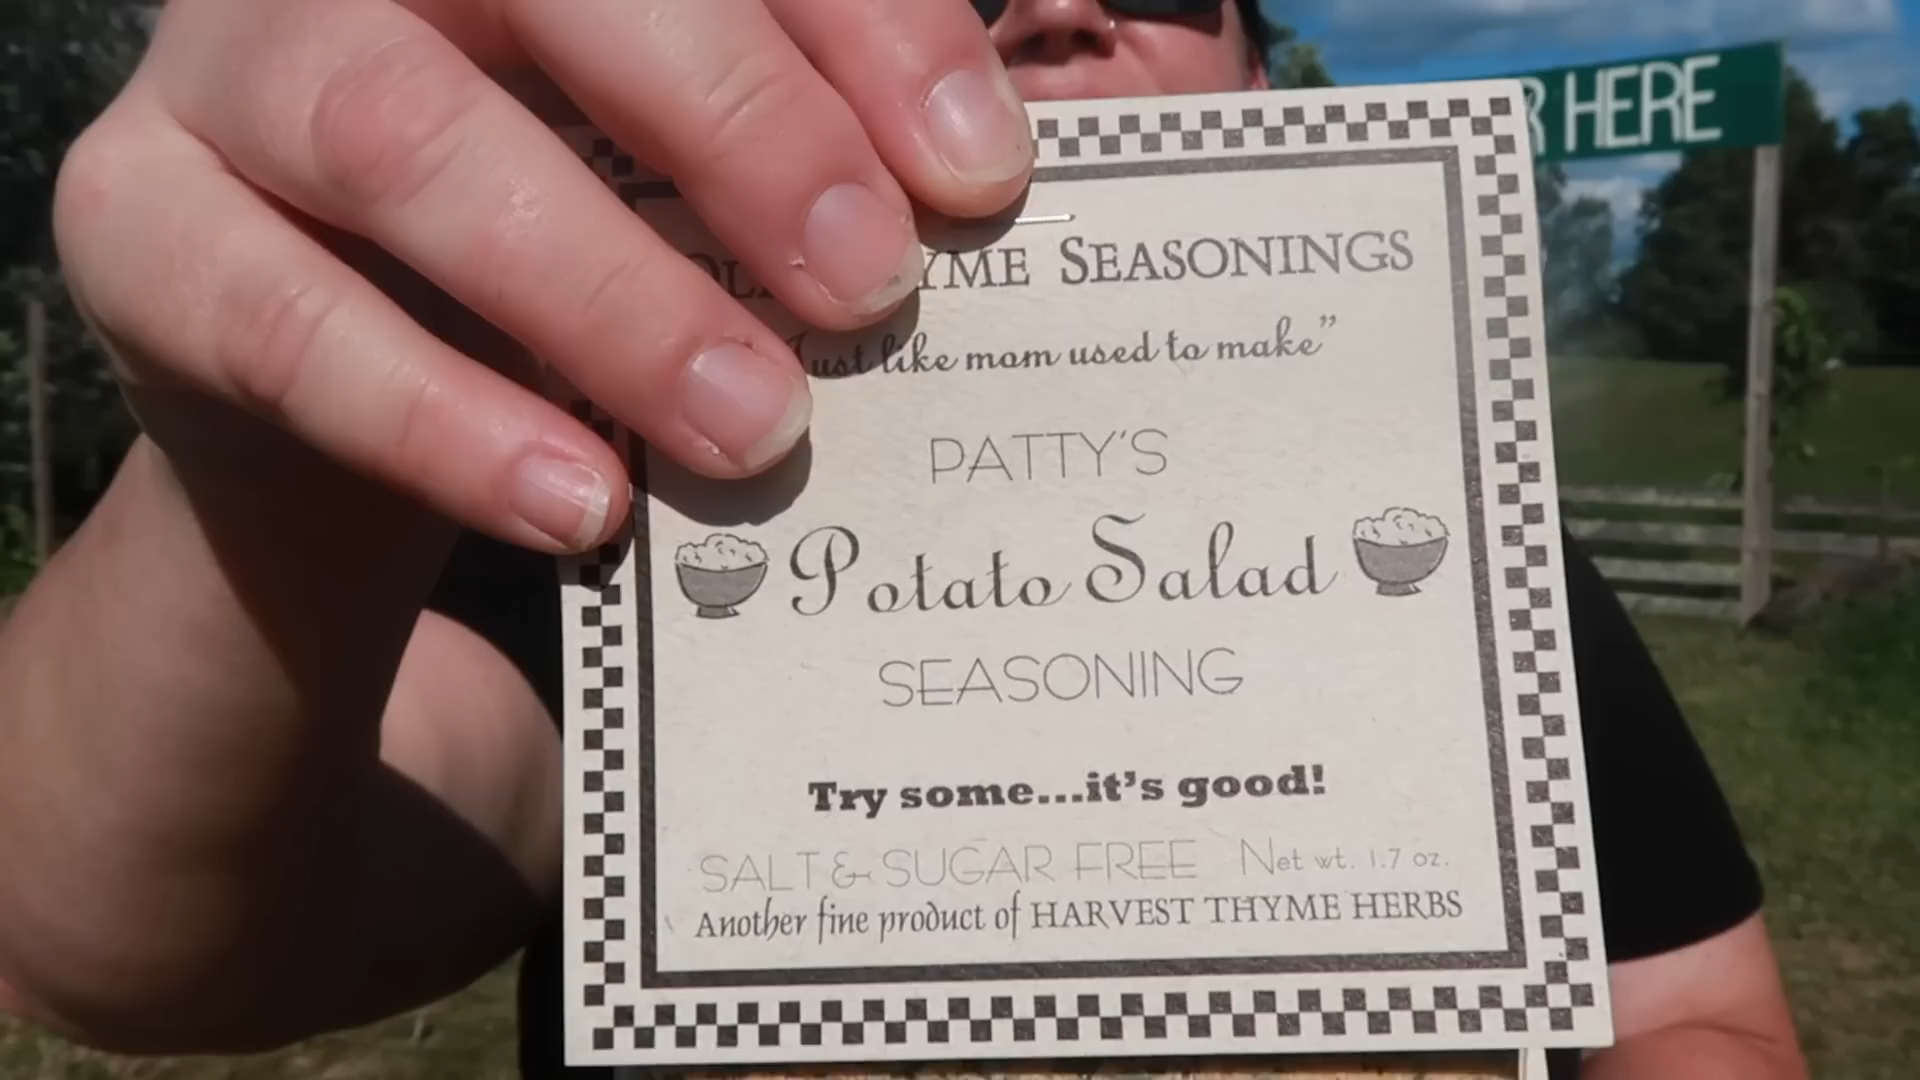 HERE
YME SEASONINGS
Just like mom used to make”
PATTY'S
Potato Salad
SEASONING
Try some...it's good!
SALT & SUGAR FREE Net wt. 1.7 oz.
Another fine product of HARVEST THYME HERBS